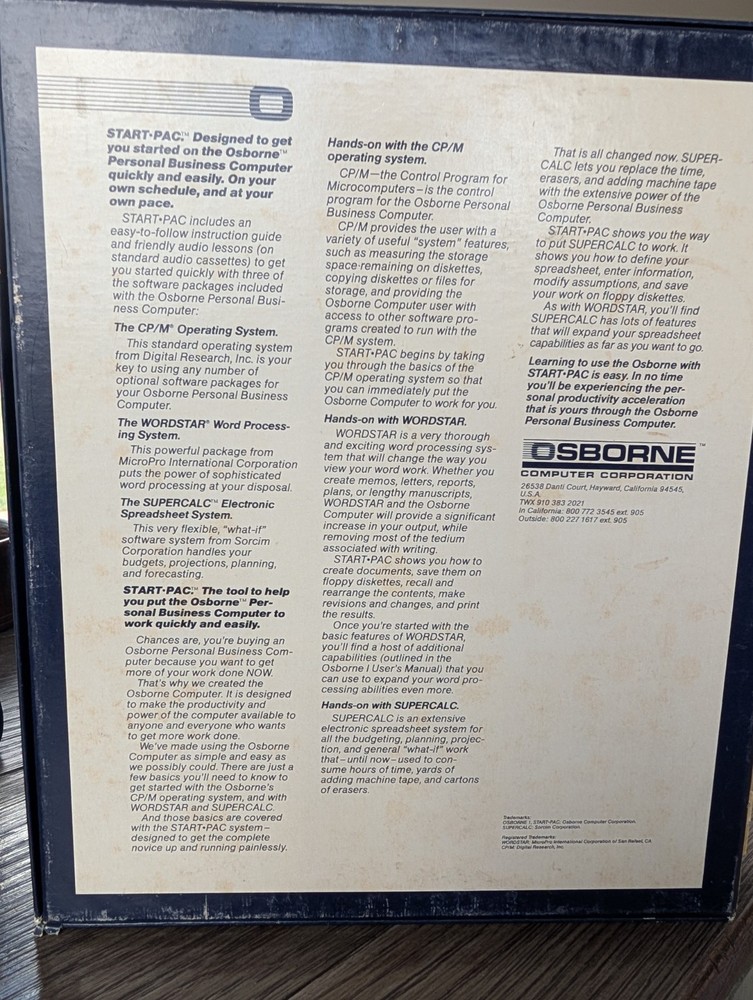 START•PAC.™ Designed to get
you started on the Osborne™
Personal Business Computer
quickly and easily. On your
own schedule, and at your
own pace.
START•PAC includes an
easy-to-follow instruction guide
and friendly audio lessons (on
standard audio cassettes) to get
you started quickly with three of
the software packages included
with the Osborne Personal Busi-
ness Computer:
The CP/M® Operating System.
This standard operating system
from Digital Research, Inc. is your
key to using any number of
optional software packages for
your Osborne Personal Business
Computer.
The WORDSTAR® Word Process-
ing System.
This powerful package from
MicroPro International Corporation
puts the power of sophisticated
word processing at your disposal.
The SUPERCALC™ Electronic
Spreadsheet System.
This very flexible, "what-if"
software system from Sorcim
Corporation handles your
budgets, projections, planning,
and forecasting.
START•PAC.™ The tool to help
you put the Osborne™ Per-
sonal Business Computer to
work quickly and easily.
Chances are, you're buying an
Osborne Personal Business Com-
puter because you want to get
more of your work done NOW.
That's why we created the
Osborne Computer. It is designed
to make the productivity and
power of the computer available to
anyone and everyone who wants
to get more work done.
We've made using the Osborne
Computer as simple and easy as
we possibly could. There are just a
few basics you'll need to know to
get started with the Osborne's
CP/M operating system, and with
WORDSTAR and SUPERCALC.
And those basics are covered
with the START•PAC system–
designed to get the complete
novice up and running painlessly.
Hands-on with the CP/M
operating system.
CP/M—the Control Program for
Microcomputers–is the control
program for the Osborne Personal
Business Computer.
CP/M provides the user with a
variety of useful "system" features,
such as measuring the storage
space remaining on diskettes,
copying diskettes or files for
storage, and providing the
Osborne Computer user with
access to other software pro-
grams created to run with the
CP/M system.
START•PAC begins by taking
you through the basics of the
CP/M operating system so that
you can immediately put the
Osborne Computer to work for you.
Hands-on with WORDSTAR.
WORDSTAR is a very thorough
and exciting word processing sys-
tem that will change the way you
view your word work. Whether you
create memos, letters, reports,
plans, or lengthy manuscripts,
WORDSTAR and the Osborne
Computer will provide a significant
increase in your output, while
removing most of the tedium
associated with writing.
START•PAC shows you how to
create documents, save them on
floppy diskettes, recall and
rearrange the contents, make
revisions and changes, and print
the results.
Once you're started with the
basic features of WORDSTAR,
you'll find a host of additional
capabilities (outlined in the
Osborne I User's Manual) that you
can use to expand your word pro-
cessing abilities even more.
Hands-on with SUPERCALC.
SUPERCALC is an extensive
electronic spreadsheet system for
all the budgeting, planning, projec-
tion, and general "what-if" work
that–until now–used to con-
sume hours of time, yards of
adding machine tape, and cartons
of erasers.
That is all changed now. SUPER-
CALC lets you replace the time,
erasers, and adding machine tape
with the extensive power of the
Osborne Personal Business
Computer.
START•PAC shows you the way
to put SUPERCALC to work. It
shows you how to define your
spreadsheet, enter information,
modify assumptions, and save
your work on floppy diskettes.
As with WORDSTAR, you'll find
SUPERCALC has lots of features
that will expand your spreadsheet
capabilities as far as you want to go.
Learning to use the Osborne with
START•PAC is easy. In no time
you'll be experiencing the per-
sonal productivity acceleration
that is yours through the Osborne
Personal Business Computer.
OSBORNE™
COMPUTER CORPORATION
26538 Danti Court, Hayward, California 94545,
U.S.A.
TWX 910 383 2021
In California: 800 772 3545 ext. 905
Outside: 800 227 1617 ext. 905
Trademarks:
OSBORNE I, START-PAC: Osborne Computer Corporation.
SUPERCALC: Sorcim Corporation.
Registered Trademarks:
WORDSTAR: MicroPro International Corporation of San Rafael, CA.
CP/M: Digital Research, Inc.